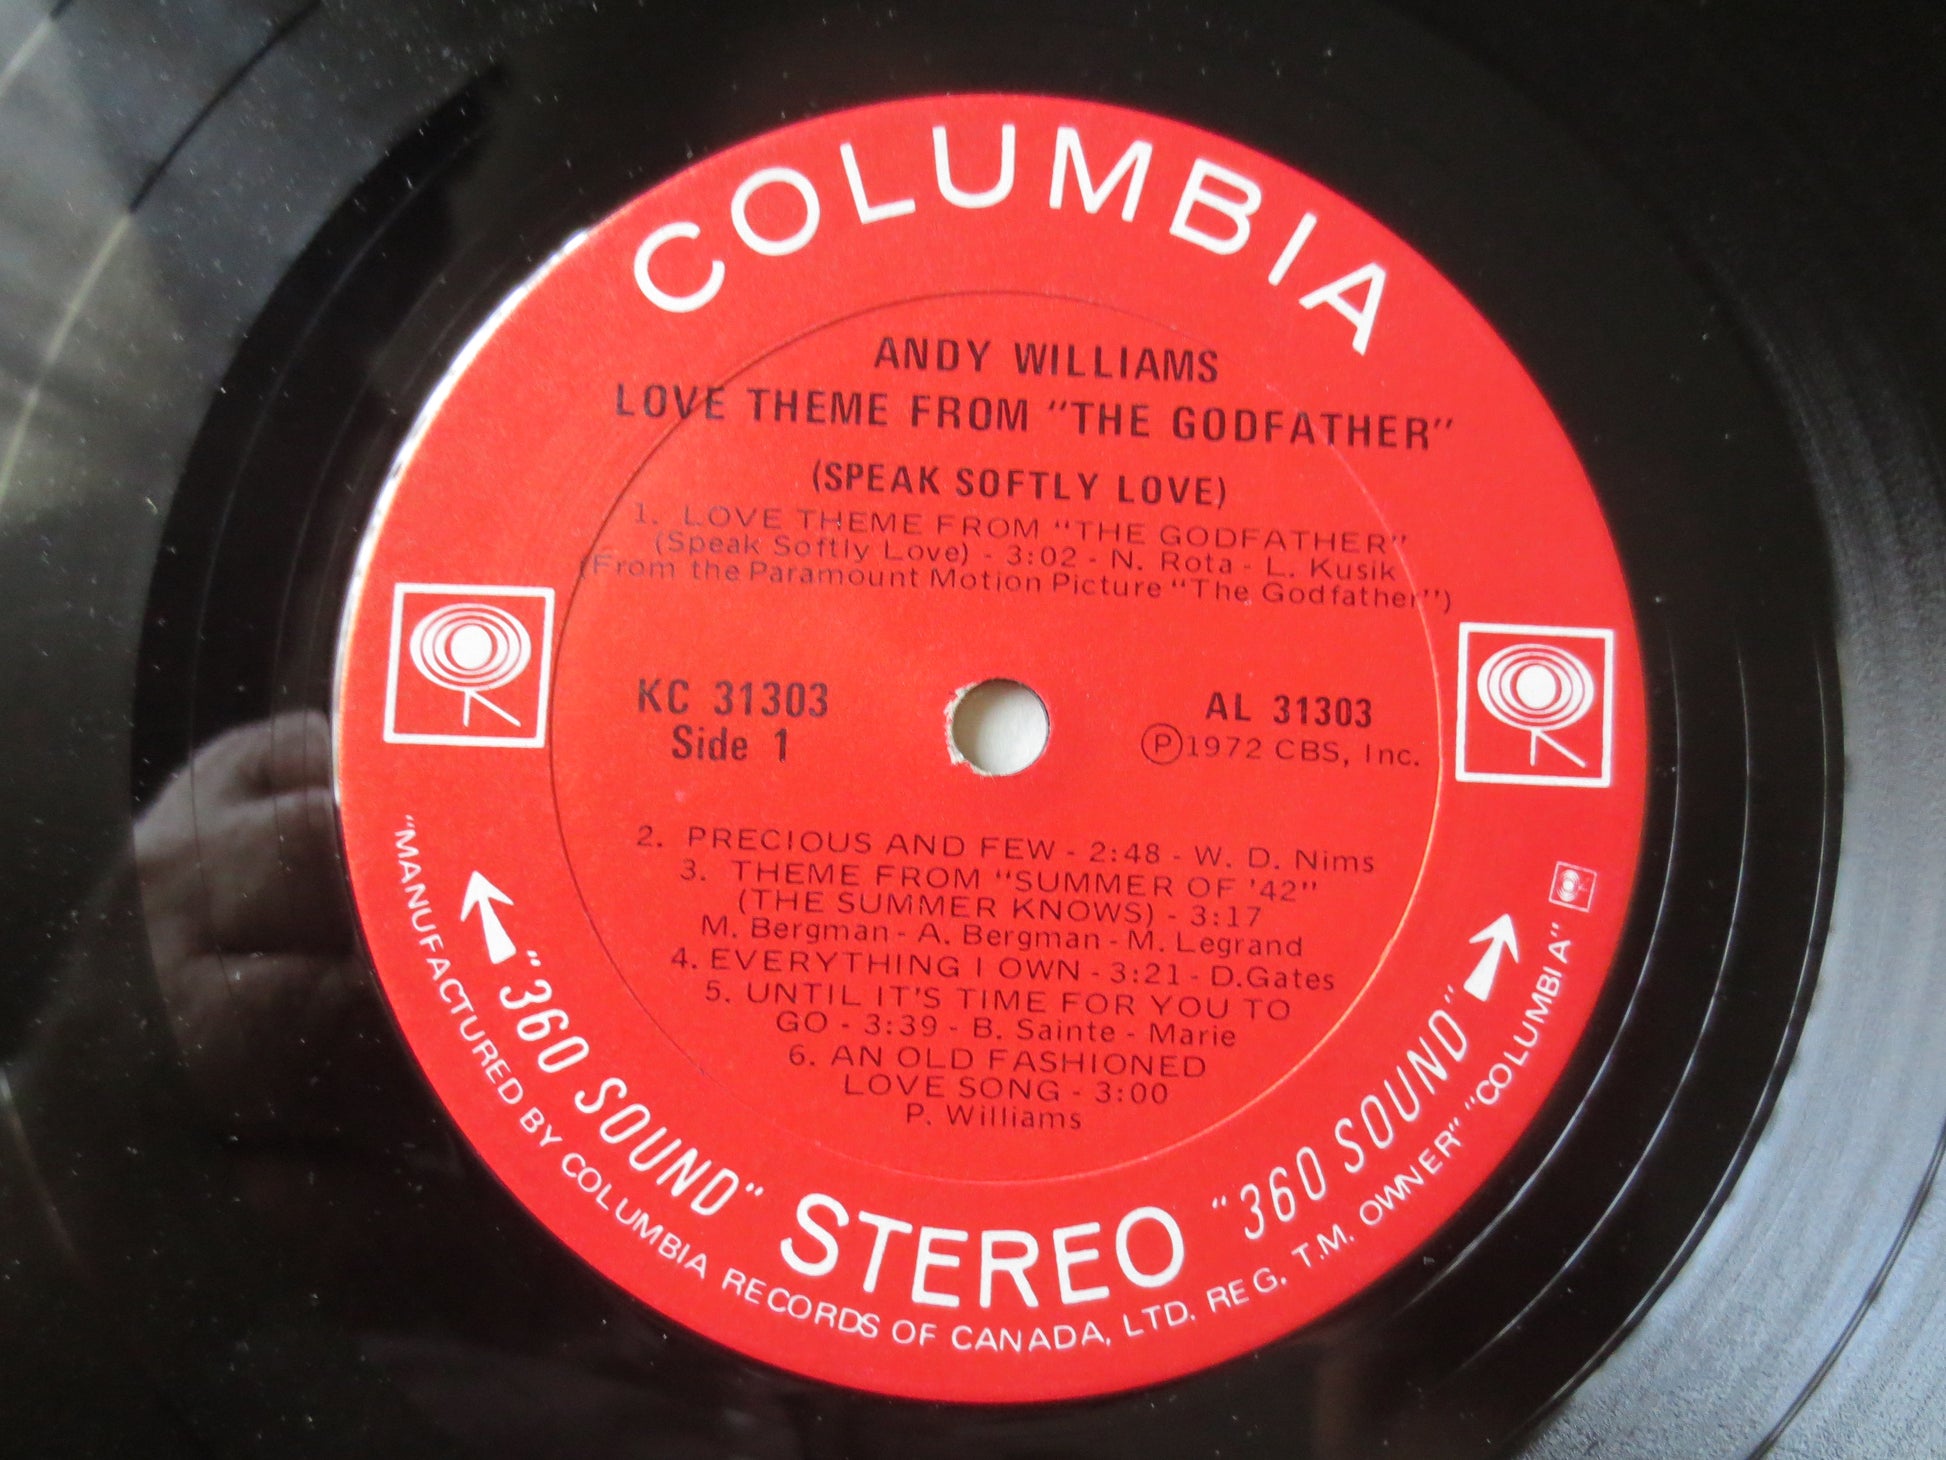 COLUMBIA
ANDY WILLIAMS
LOVE THEME FROM "THE GODFATHER"
(SPEAK SOFTLY LOVE)
1. LOVE THEME FROM "THE GODFATHER"
(Speak Softly Love) - 3:02 - N. Rota - L. Kusik
(From the Paramount Motion Picture "The Godfather")
KC 31303
Side 1
AL 31303
Ⓟ1972 CBS, Inc.
2. PRECIOUS AND FEW - 2:48 - W. D. Nims
3. THEME FROM "SUMMER OF '42"
(THE SUMMER KNOWS) - 3:17
M. Bergman - A. Bergman - M. Legrand
4. EVERYTHING I OWN - 3:21 - D.Gates
5. UNTIL IT'S TIME FOR YOU TO
GO - 3:39 - B. Sainte - Marie
6. AN OLD FASHIONED
LOVE SONG - 3:00
P. Williams
"360 SOUND" STEREO "360 SOUND"
"MANUFACTURED BY COLUMBIA RECORDS OF CANADA, LTD. REG. T.M. OWNER" "COLUMBIA"